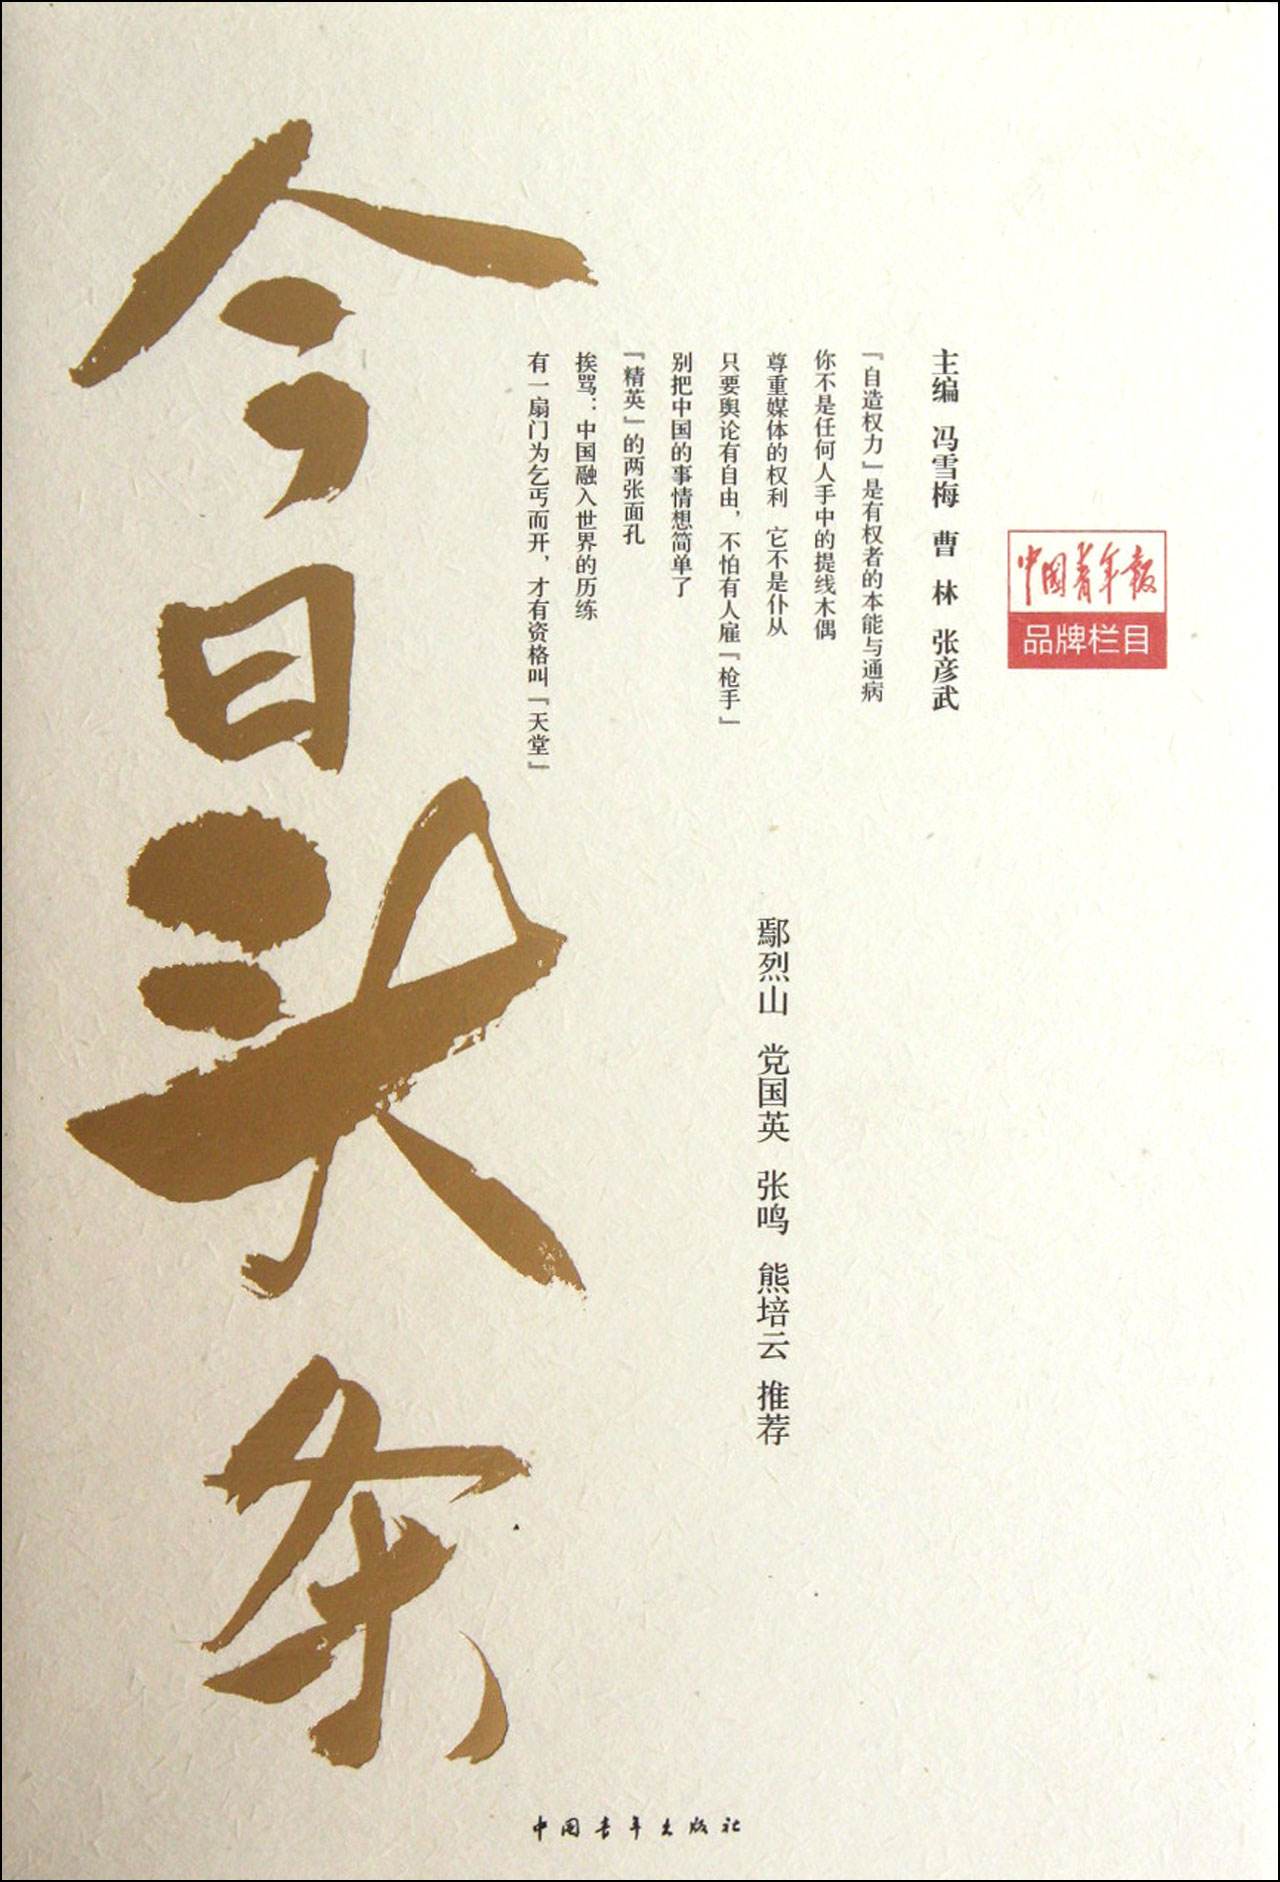 中国青年报
品牌栏目
主编 冯雪梅 曹 林 张彦武
「自造权力」是有权者的本能与通病
你不是任何人手中的提线木偶
尊重媒体的权利 它不是仆从
只要舆论有自由，不怕有人雇「枪手」
别把中国的事情想简单了
「精英」的两张面孔
挨骂：中国融入世界的历练
有一扇门为乞丐而开，才有资格叫「天堂」
鄢烈山 党国英 张鸣 熊培云 推荐
今日头条
中国青年出版社